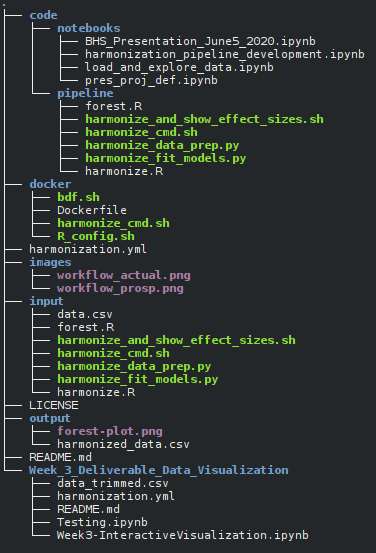 .
code
notebooks
BHS_Presentation_June5_2020.ipynb
harmonization_pipeline_development.ipynb
load_and_explore_data.ipynb
pres_proj_def.ipynb
pipeline
forest.R
harmonize_and_show_effect_sizes.sh
harmonize_cmd.sh
harmonize_data_prep.py
harmonize_fit_models.py
harmonize.R
docker
bdf.sh
Dockerfile
harmonize_cmd.sh
R_config.sh
harmonization.yml
images
workflow_actual.png
workflow_prosp.png
input
data.csv
forest.R
harmonize_and_show_effect_sizes.sh
harmonize_cmd.sh
harmonize_data_prep.py
harmonize_fit_models.py
harmonize.R
LICENSE
output
forest-plot.png
harmonized_data.csv
README.md
Week_3_Deliverable_Data_Visualization
data_trimmed.csv
harmonization.yml
README.md
Testing.ipynb
Week3-InteractiveVisualization.ipynb